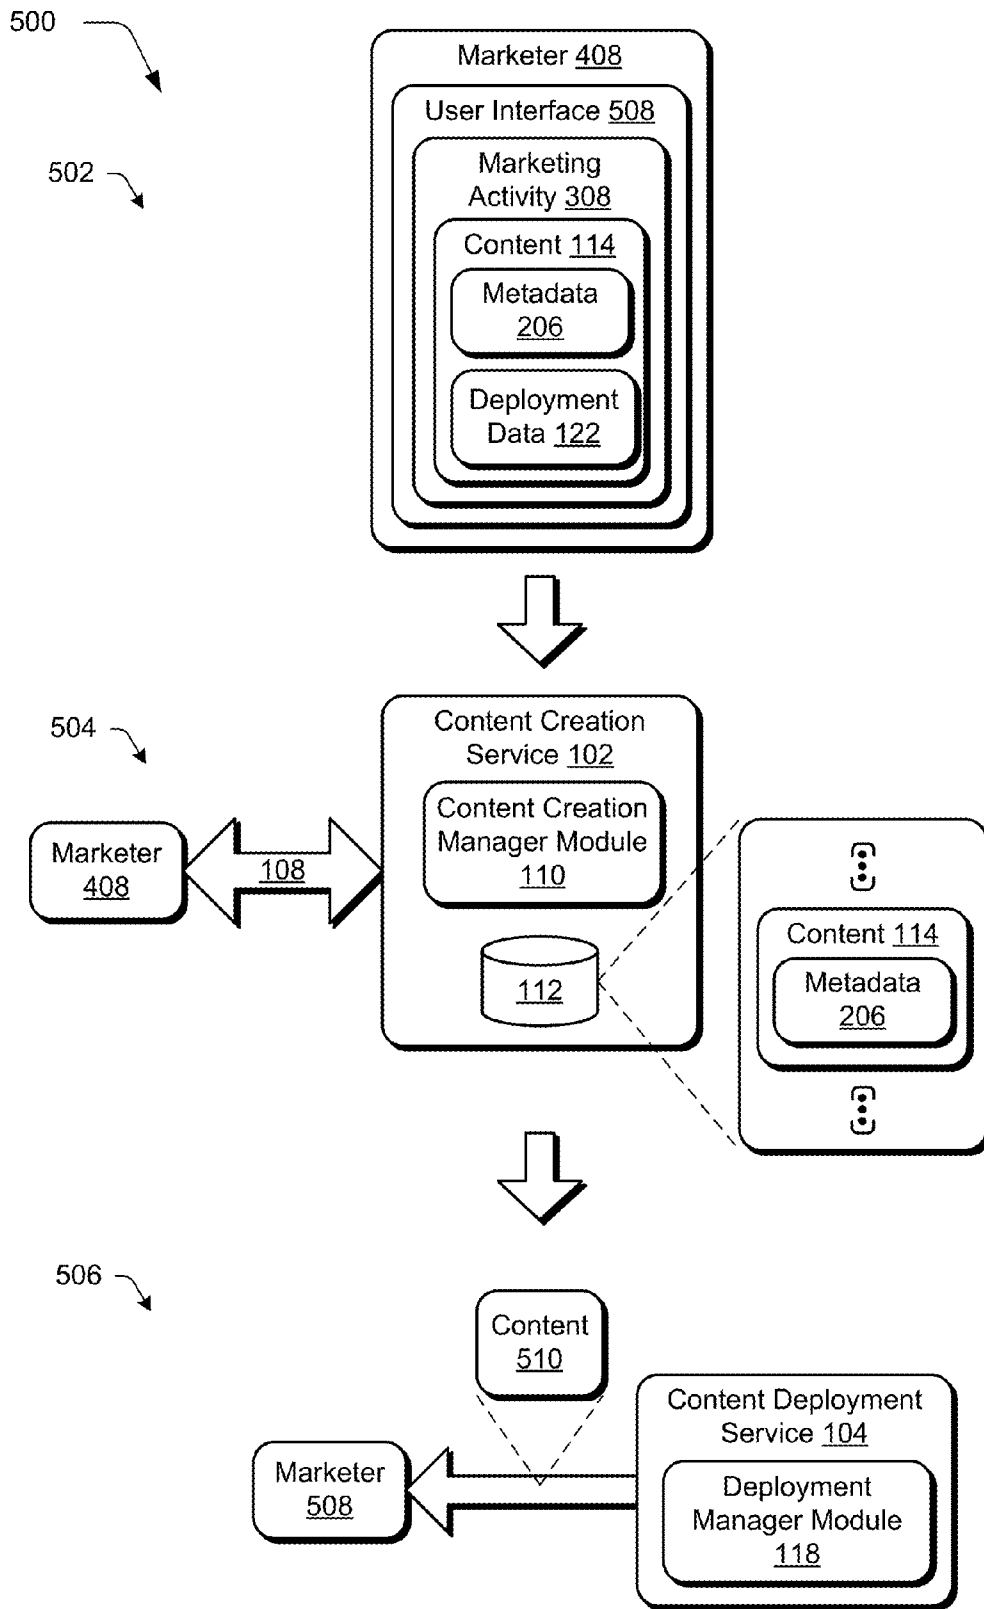 500
Marketer 408
User Interface 508
502
Marketing
Activity 308
Content 114
Metadata
206
Deployment
Data 122
504
Content Creation
Service 102
Content Creation
Manager Module
110
Marketer
408
108
112
Content 114
Metadata
206
506
Content
510
Content Deployment
Service 104
Marketer
508
Deployment
Manager Module
118